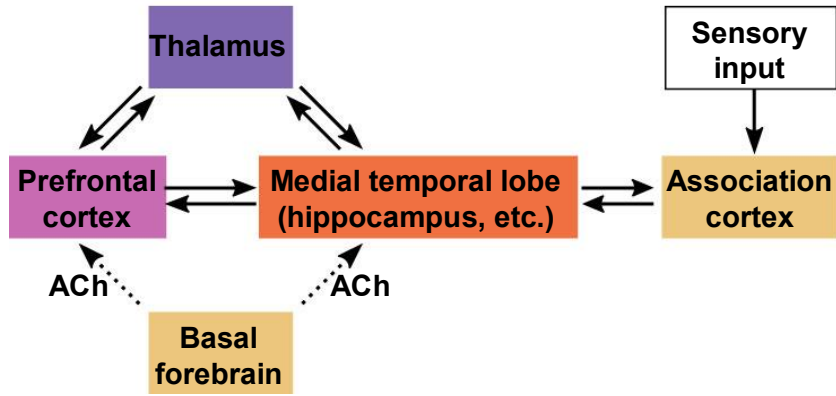 Thalamus
Sensory
input
Prefrontal
cortex
Medial temporal lobe
(hippocampus, etc.)
Association
cortex
ACh
ACh
Basal
forebrain